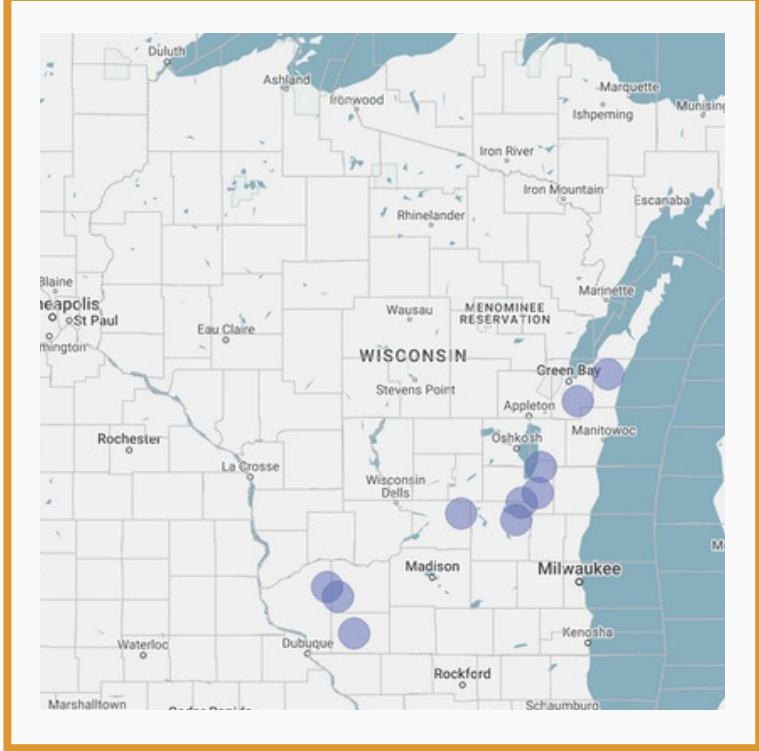 Duluth
Ashland
Ironwood
Marquette
Ishpeming
Munising
Iron River
Iron Mountain
Escanaba
Rhinelander
Blaine
neapolis
St Paul
mington
Marinette
Wausau
MENOMINEE
RESERVATION
Eau Claire
WISCONSIN
Green Bay
Stevens Point
Appleton
Rochester
Oshkosh
Manitowoc
La Crosse
Wisconsin
Dells
Madison
Milwaukee
Waterloo
Dubuque
Kenosha
Rockford
Marshalltown
Schaumburg